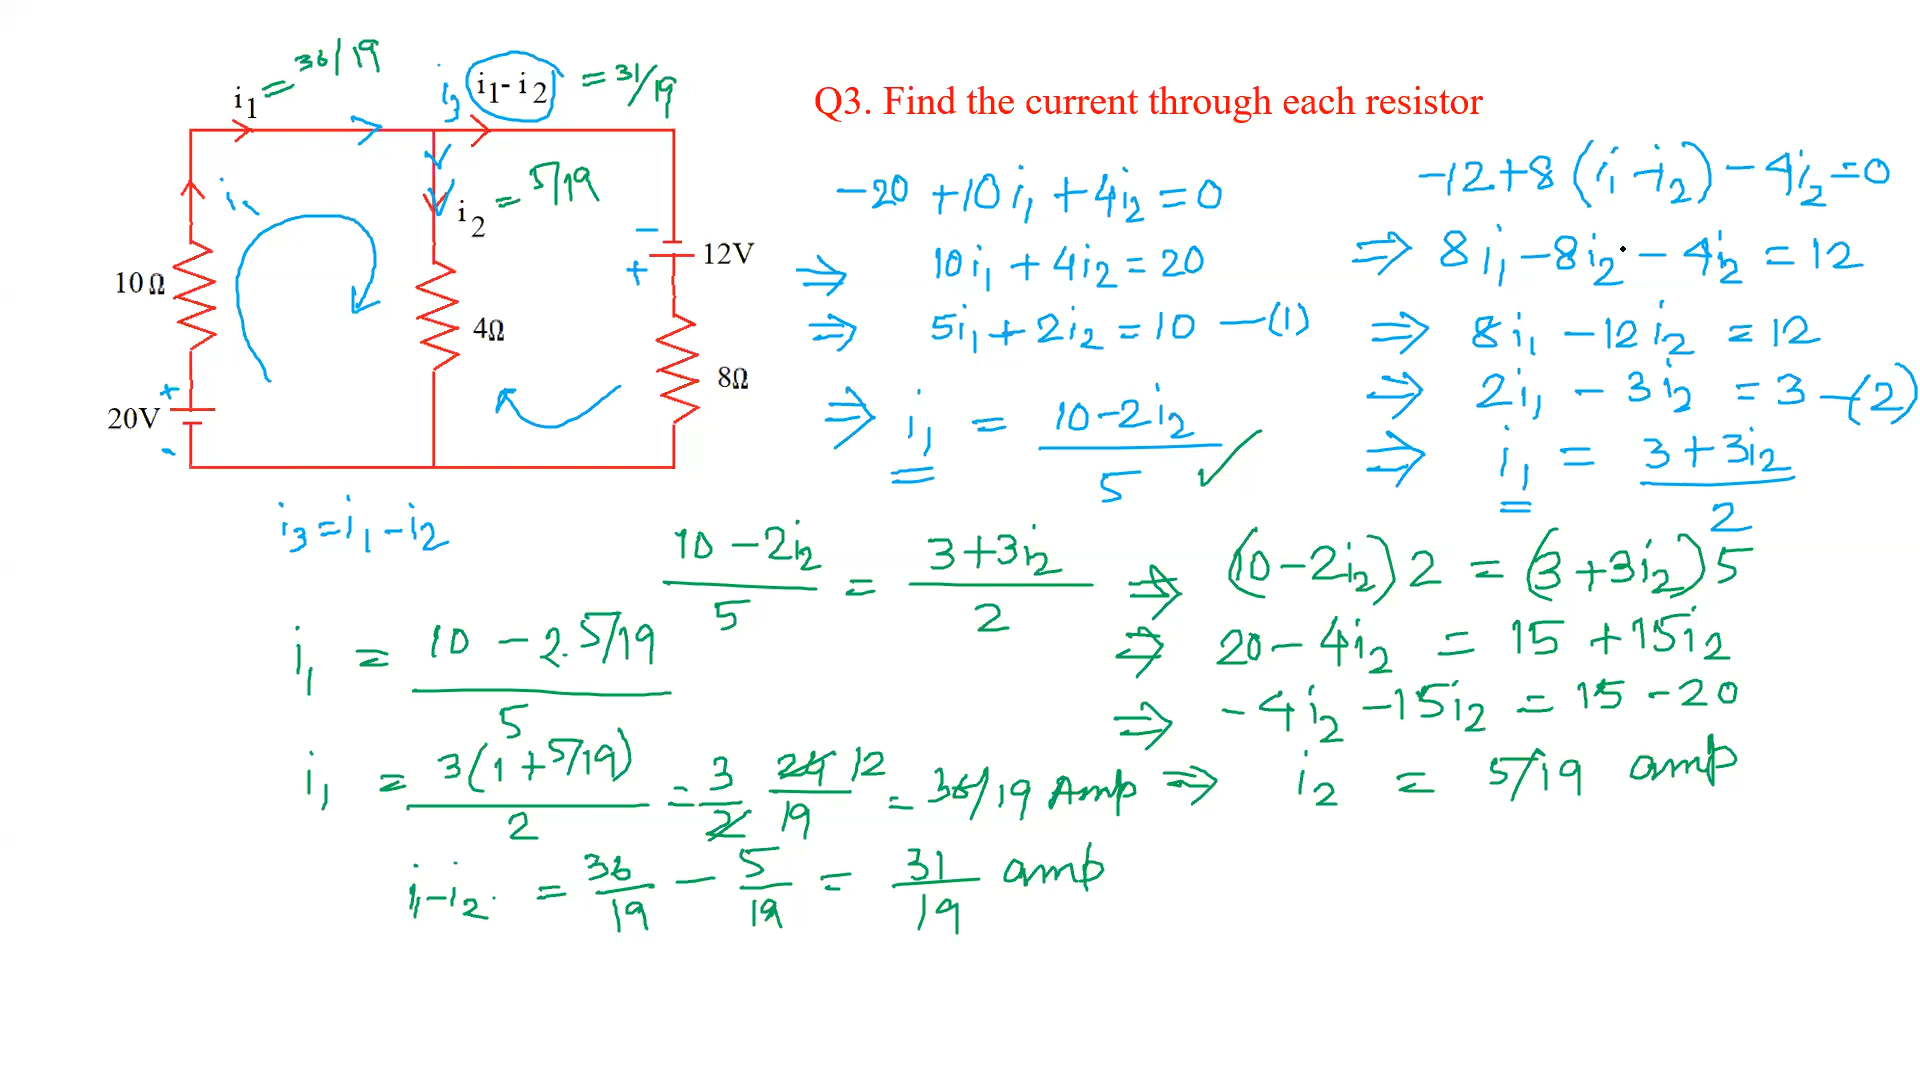 Q3. Find the current through each resistor
i1 = 36/19
i3 i1- i2 = 31/19
i1
i2 = 5/19
10Ω
4Ω
-
+
12V
8Ω
+
20V
-
i3 = i1 - i2
-20 + 10i1 + 4i2 = 0
⇒ 10i1 + 4i2 = 20
⇒ 5i1 + 2i2 = 10 —(1)
⇒ i1 = (10-2i2)/5 ✓
-12+8(i1-i2) - 4i2 = 0
⇒ 8i1 - 8i2 - 4i2 = 12
⇒ 8i1 - 12i2 = 12
⇒ 2i1 - 3i2 = 3 —(2)
⇒ i1 = (3+3i2)/2
(10 - 2i2)/5 = (3+3i2)/2 ⇒ (10-2i2)2 = (3+3i2)5
⇒ 20 - 4i2 = 15 + 15i2
⇒ -4i2 - 15i2 = 15 - 20
⇒ i2 = 5/19 amp
i1 = (10 - 2.5/19)/5
i1 = 3(1+5/19)/2 = 3/2 24/19 12 = 36/19 Amp
i1-i2 = 36/19 - 5/19 = 31/19 amp